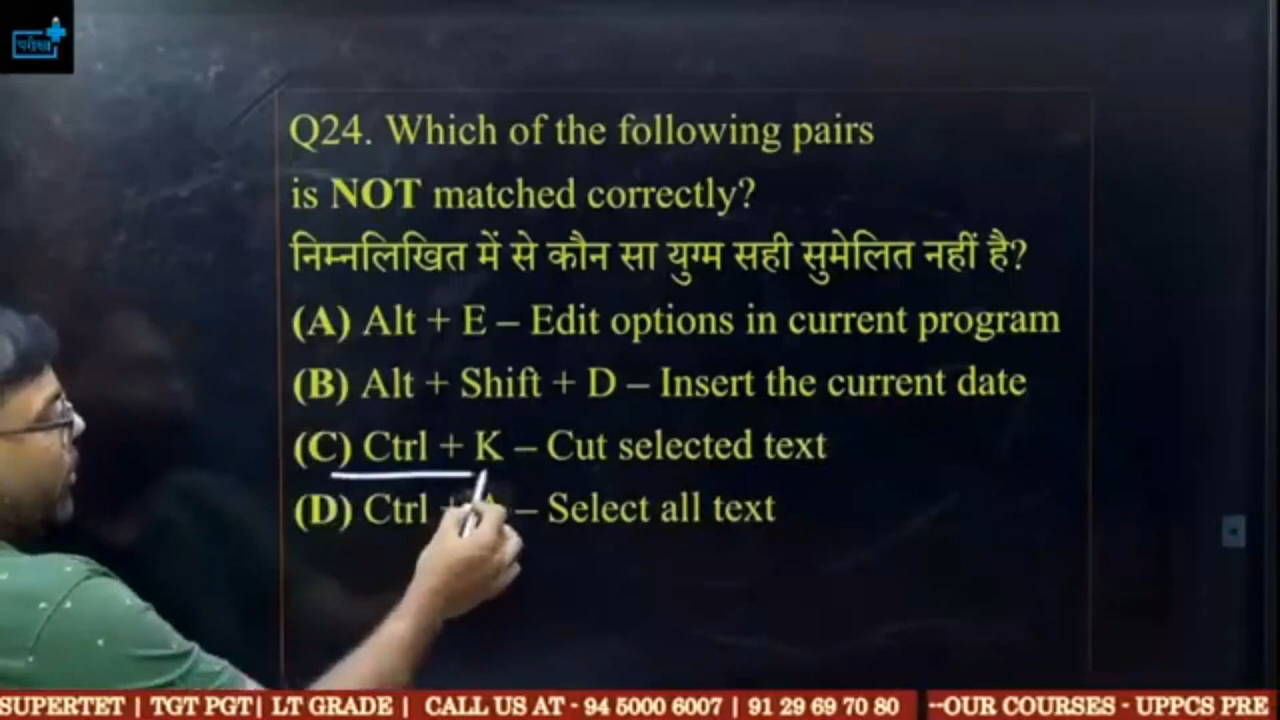 परीक्षा
Q24. Which of the following pairs
is NOT matched correctly?
निम्नलिखित में से कौन सा युग्म सही सुमेलित नहीं है?
(A) Alt + E – Edit options in current program
(B) Alt + Shift + D – Insert the current date
(C) Ctrl + K – Cut selected text
(D) Ctrl + – Select all text
SUPERTET | TGT PGT| LT GRADE | CALL US AT - 94 5000 6007 | 91 29 69 70 80 --OUR COURSES - UPPCS PRE